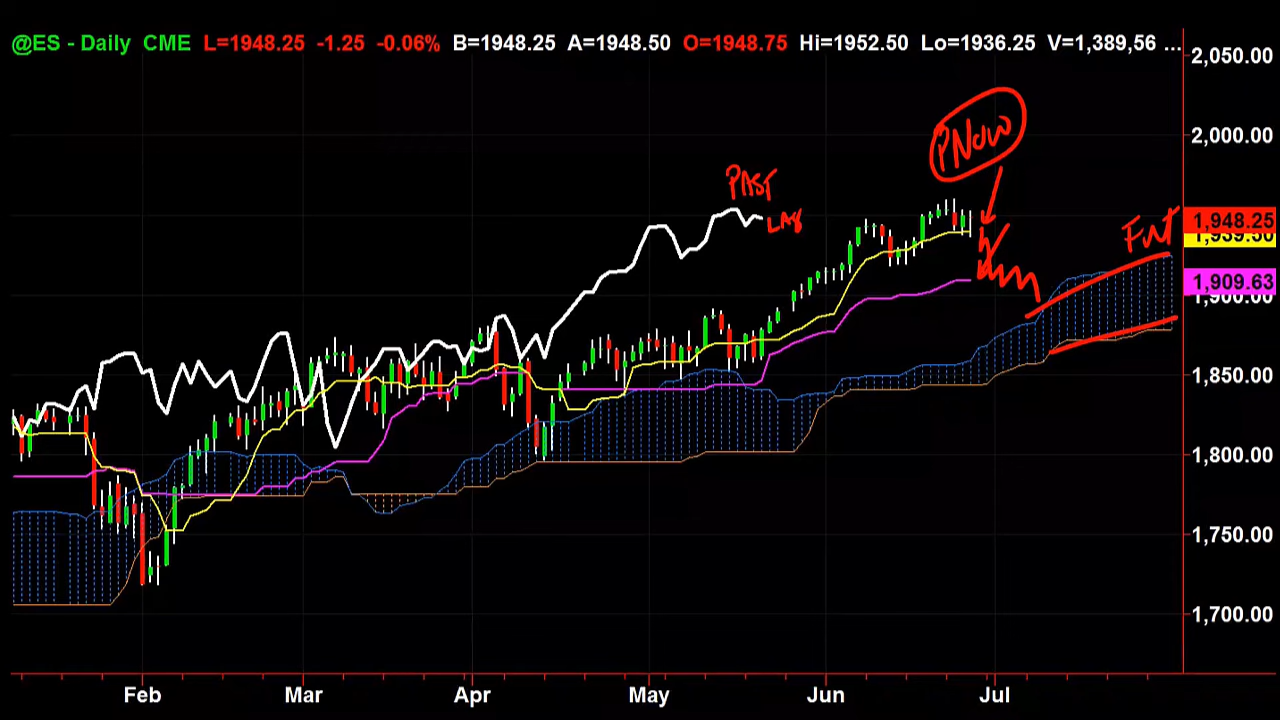 @ES - Daily CME L=1948.25 -1.25 -0.06% B=1948.25 A=1948.50 O=1948.75 Hi=1952.50 Lo=1936.25 V=1,389,56 ...
2,050.00
2,000.00
PNow
PAST
LAG
Fut
1,948.25
1,939.50
1,909.63
1,900.00
1,850.00
1,800.00
1,750.00
1,700.00
Feb Mar Apr May Jun Jul